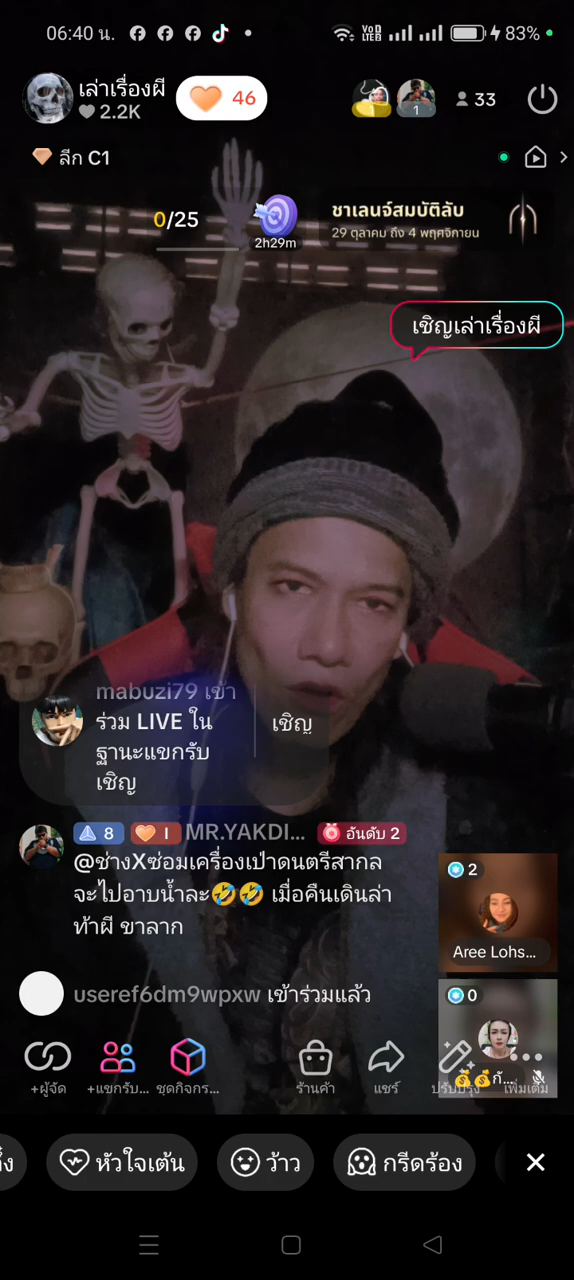 06:40 น.
VoD LTE2
83%
เล่าเรื่องผี
2.2K
46
1
33
ลีก C1
0/25
2h29m
ชาเลนจ์สมบัติลับ
29 ตุลาคม ถึง 4 พฤศจิกายน
เชิญเล่าเรื่องผี
mabuzi79 เข้า
ร่วม LIVE ใน
ฐานะแขกรับ
เชิญ
เชิญ
8 I MR.YAKDI... อันดับ 2
@ช่างXซ่อมเครื่องเป่าดนตรีสากล
จะไปอาบน้ำละ🤣🤣 เมื่อคืนเดินล่า
ท้าผี ขาลาก
2
Aree Lohs...
useref6dm9wpxw เข้าร่วมแล้ว
0
💰💰กั...
+ผู้จัด
+แขกรับ...
ชุดกิจกร...
ร้านค้า
แชร์
ปรับปรุง
เพิ่มเติม
หัวใจเต้น
ว้าว
กรีดร้อง